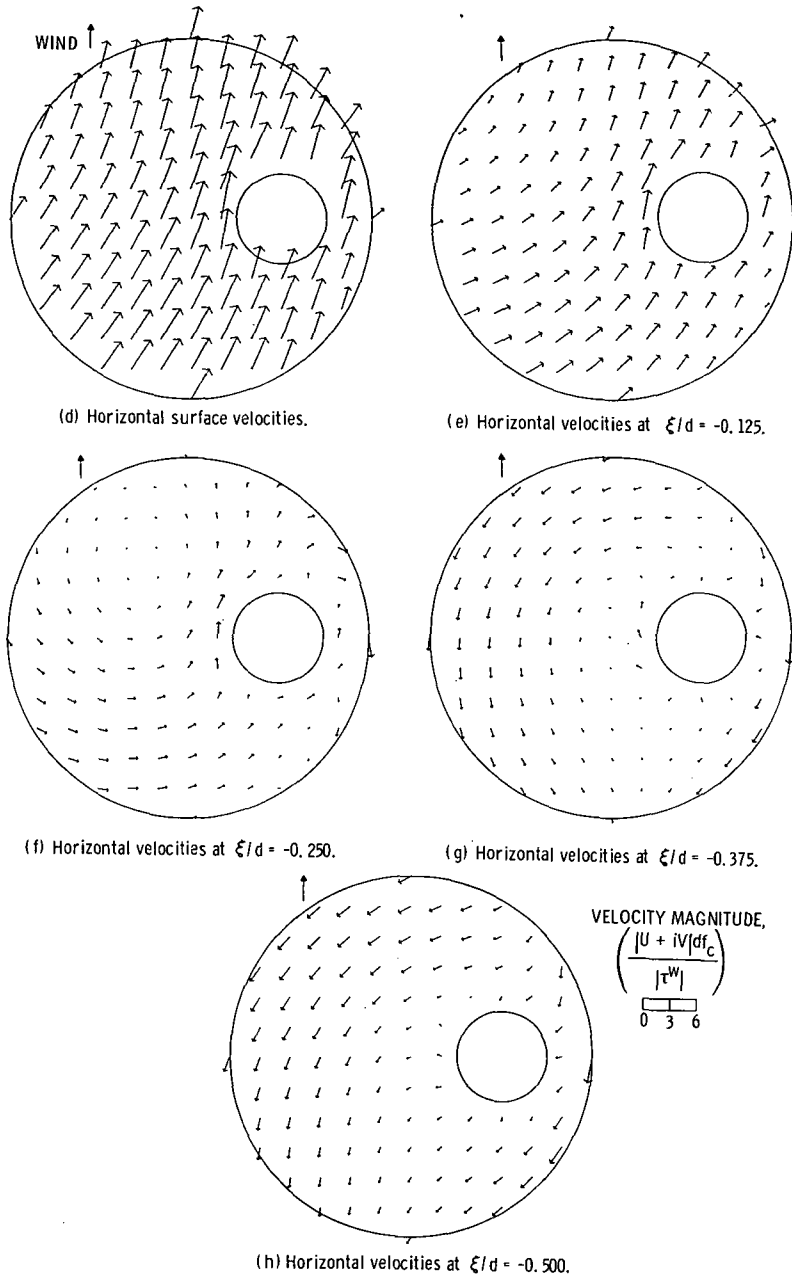 WIND
(d) Horizontal surface velocities.
(e) Horizontal velocities at ξ/d = -0.125.
(f) Horizontal velocities at ξ/d = -0.250.
(g) Horizontal velocities at ξ/d = -0.375.
VELOCITY MAGNITUDE,
(|U + iV|df_c / |τ^W|)
0 3 6
(h) Horizontal velocities at ξ/d = -0.500.